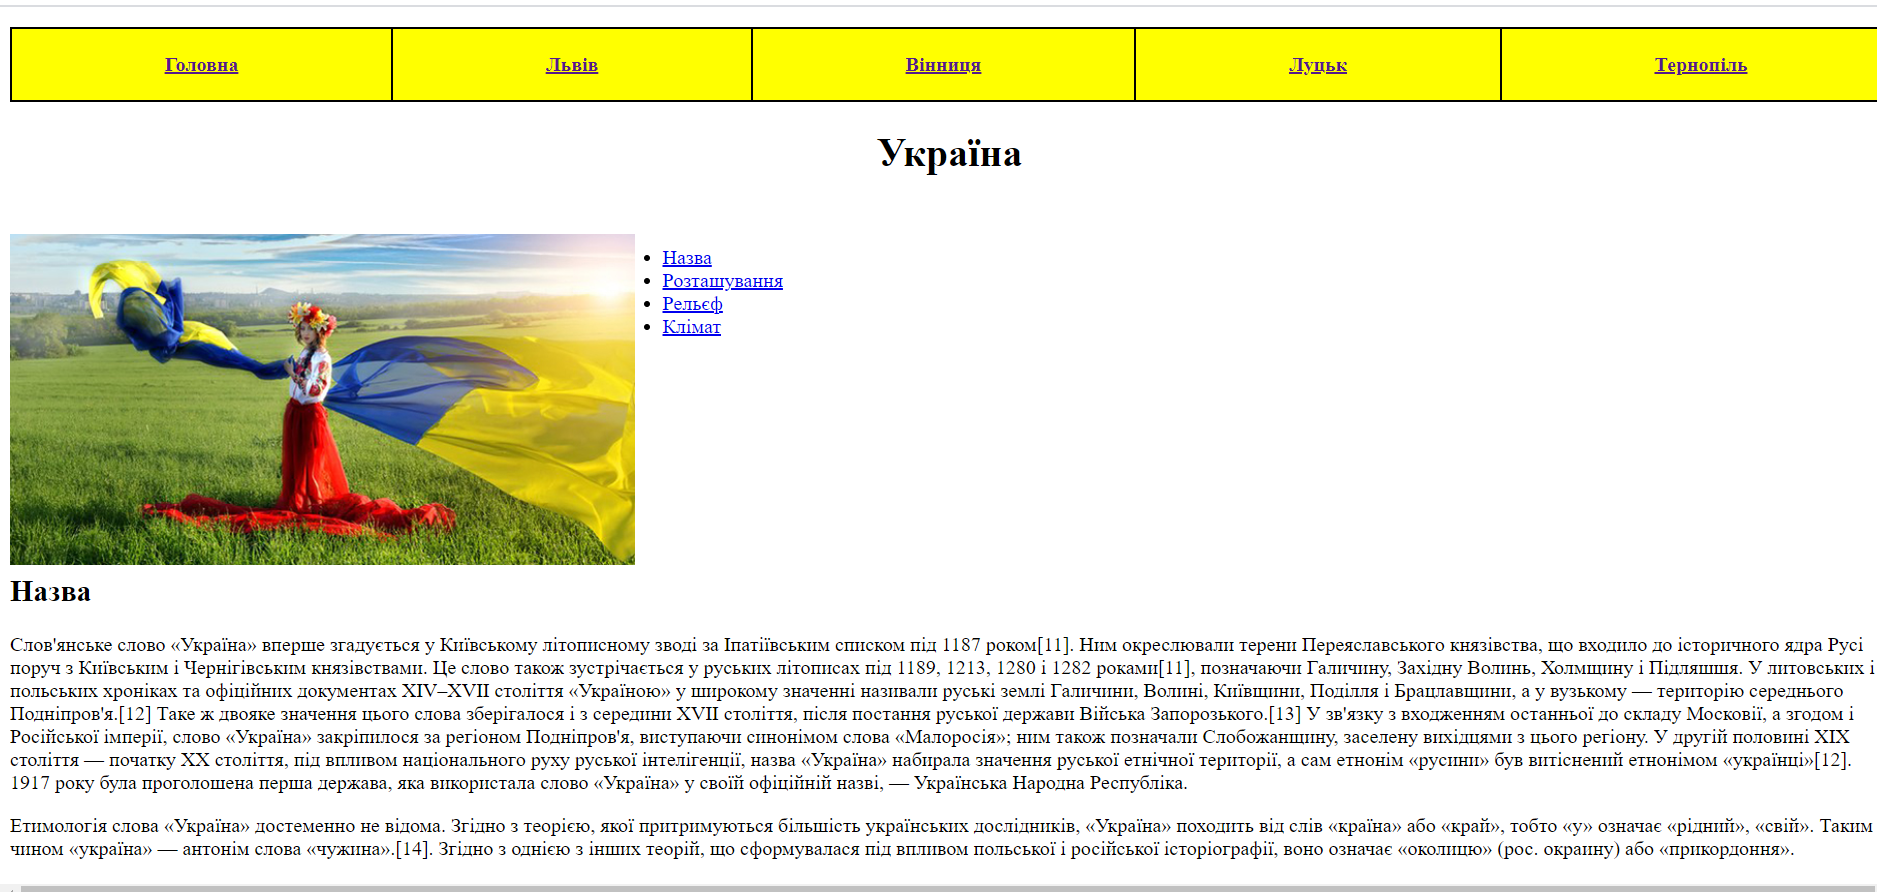 Головна Львів Вінниця Луцьк Тернопіль
Україна
Назва
Розташування
Рельєф
Клімат
Назва
Слов'янське слово «Україна» вперше згадується у Київському літописному зводі за Іпатіївським списком під 1187 роком[11]. Ним окреслювали терени Переяславського князівства, що входило до історичного ядра Русі
поруч з Київським і Чернігівським князівствами. Це слово також зустрічається у руських літописах під 1189, 1213, 1280 і 1282 роками[11], позначаючи Галичину, Західну Волинь, Холмщину і Підляшшя. У литовських і
польських хроніках та офіційних документах XIV–XVII століття «Україною» у широкому значенні називали руські землі Галичини, Волині, Київщини, Поділля і Брацлавщини, а у вузькому — територію середнього
Подніпров'я.[12] Таке ж двояке значення цього слова зберігалося і з середини XVII століття, після постання руської держави Війська Запорозького.[13] У зв'язку з входженням останньої до складу Московії, а згодом і
Російської імперії, слово «Україна» закріпилося за регіоном Подніпров'я, виступаючи синонімом слова «Малоросія»; ним також позначали Слобожанщину, заселену вихідцями з цього регіону. У другій половині XIX
століття — початку XX століття, під впливом національного руху руської інтелігенції, назва «Україна» набирала значення руської етнічної території, а сам етнонім «русини» був витіснений етнонімом «українці»[12].
1917 року була проголошена перша держава, яка використала слово «Україна» у своїй офіційній назві, — Українська Народна Республіка.
Етимологія слова «Україна» достеменно не відома. Згідно з теорією, якої притримуються більшість українських дослідників, «Україна» походить від слів «країна» або «край», тобто «у» означає «рідний», «свій». Таким
чином «україна» — антонім слова «чужина».[14]. Згідно з однією з інших теорій, що сформувалася під впливом польської і російської історіографії, воно означає «околицю» (рос. окраину) або «прикордоння».